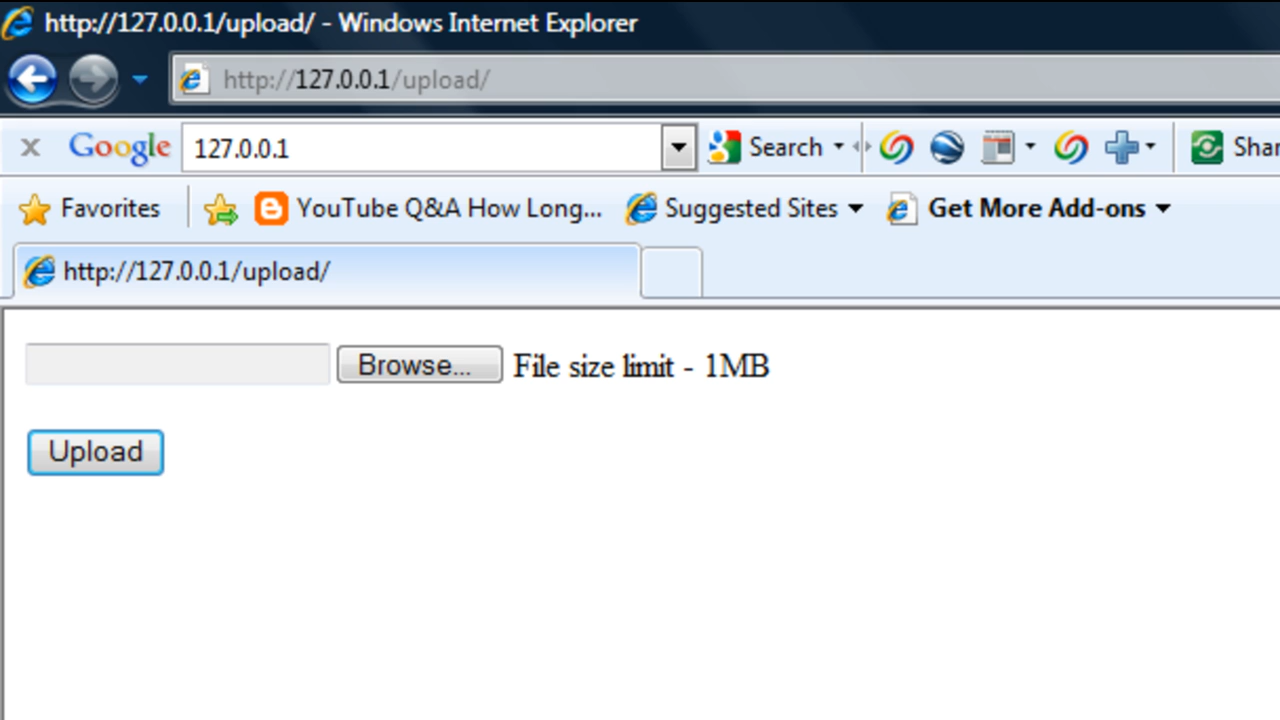 http://127.0.0.1/upload/ - Windows Internet Explorer
http://127.0.0.1/upload/
x Google 127.0.0.1 Search
Favorites YouTube Q&A How Long... Suggested Sites Get More Add-ons
http://127.0.0.1/upload/
Browse... File size limit - 1MB
Upload